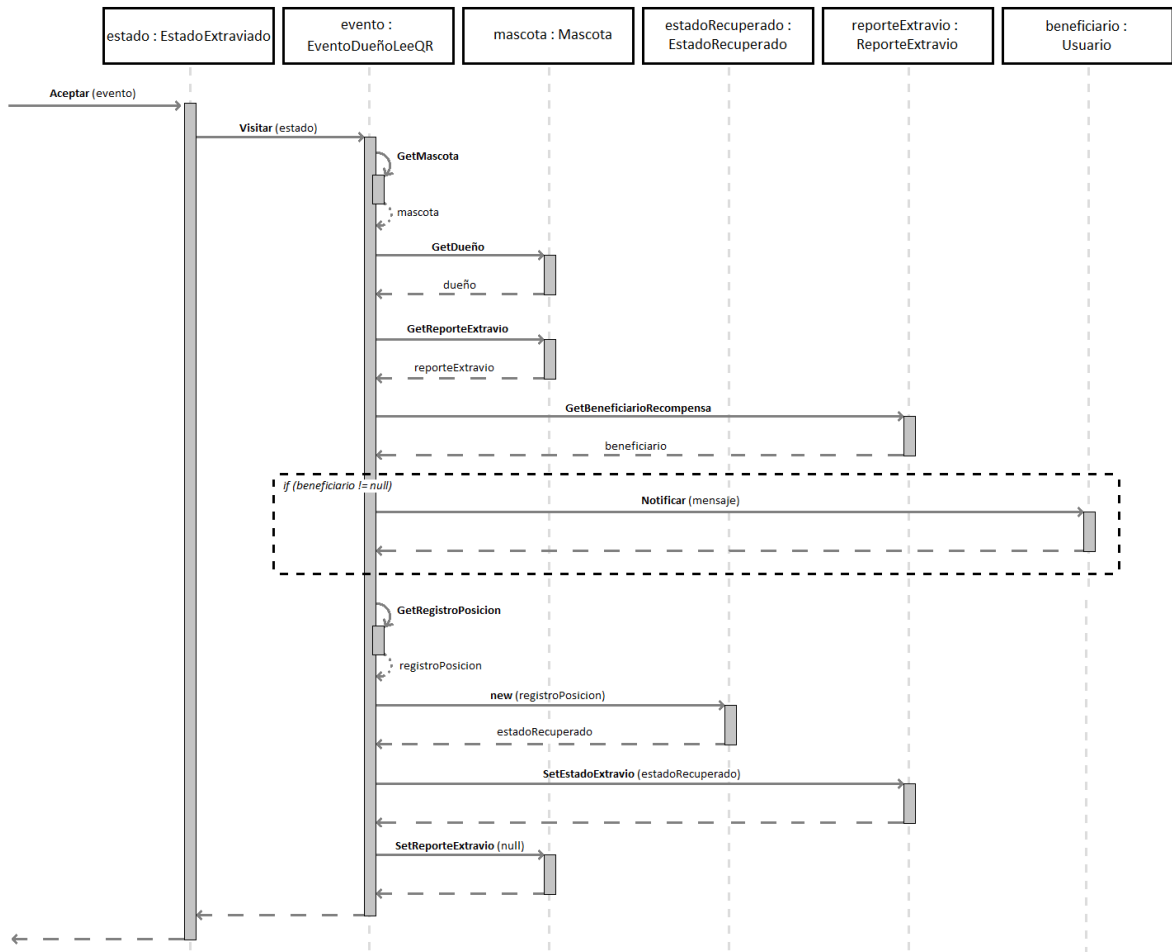 estado : EstadoExtraviado
evento :
EventoDueñoLeeQR
mascota : Mascota
estadoRecuperado :
EstadoRecuperado
reporteExtravio :
ReporteExtravio
beneficiario :
Usuario
Aceptar (evento)
Visitar (estado)
GetMascota
mascota
GetDueño
dueño
GetReporteExtravio
reporteExtravio
GetBeneficiarioRecompensa
beneficiario
if (beneficiario != null)
Notificar (mensaje)
GetRegistroPosicion
registroPosicion
new (registroPosicion)
estadoRecuperado
SetEstadoExtravio (estadoRecuperado)
SetReporteExtravio (null)